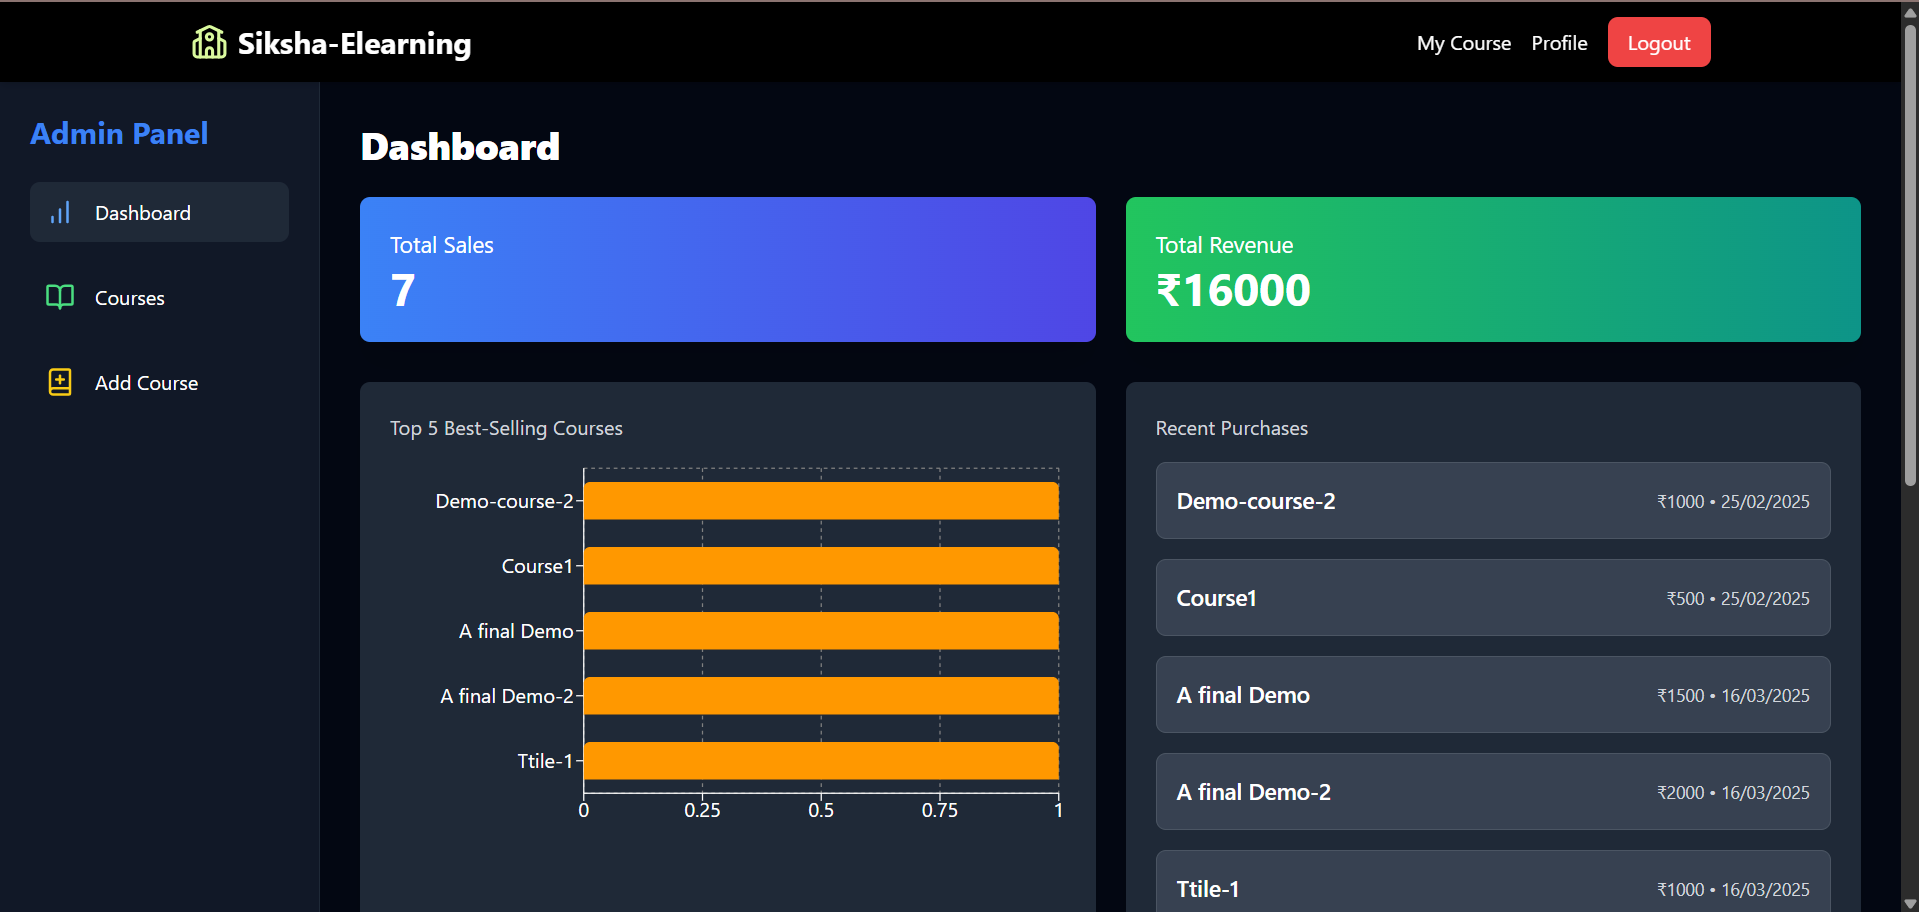 Siksha-Elearning
My Course
Profile
Logout
Admin Panel
Dashboard
Courses
Add Course
Dashboard
Total Sales
7
Total Revenue
₹16000
Top 5 Best-Selling Courses
Demo-course-2
Course1
A final Demo
A final Demo-2
Ttile-1
0 0.25 0.5 0.75 1
Recent Purchases
Demo-course-2 ₹1000 • 25/02/2025
Course1 ₹500 • 25/02/2025
A final Demo ₹1500 • 16/03/2025
A final Demo-2 ₹2000 • 16/03/2025
Ttile-1 ₹1000 • 16/03/2025